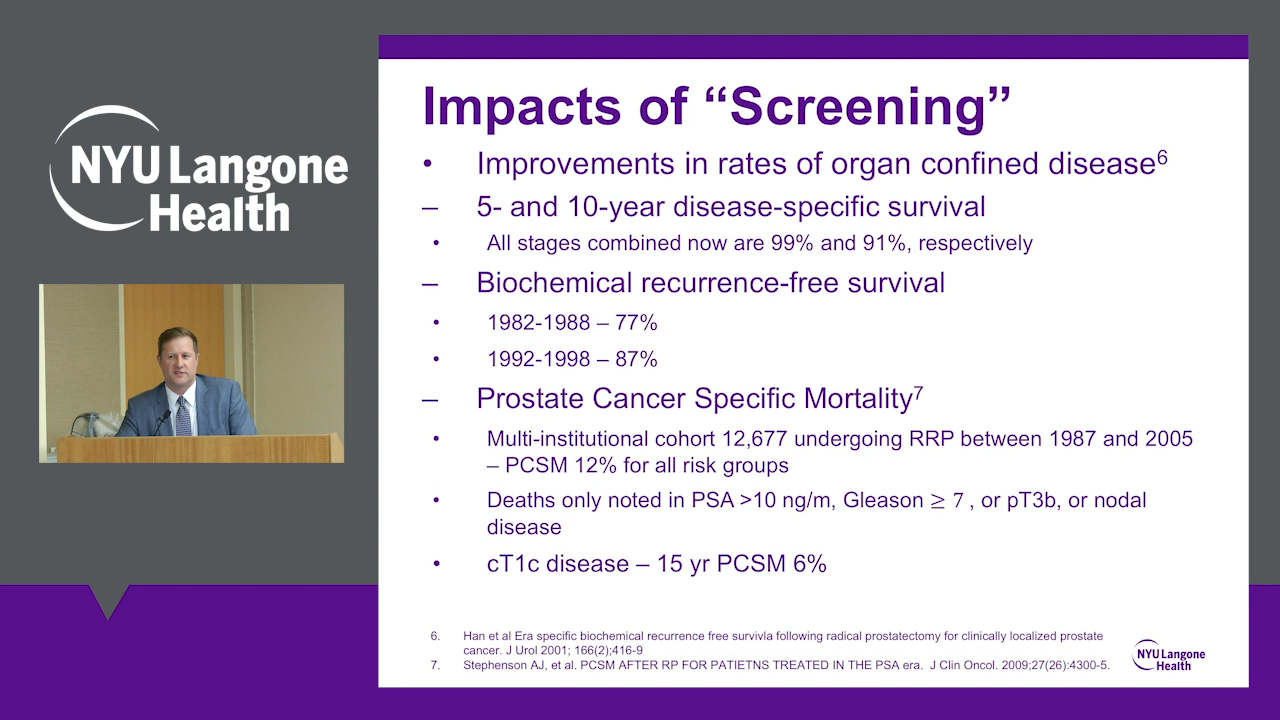 NYU Langone
Health
Impacts of “Screening”
• Improvements in rates of organ confined disease6
– 5- and 10-year disease-specific survival
• All stages combined now are 99% and 91%, respectively
– Biochemical recurrence-free survival
• 1982-1988 – 77%
• 1992-1998 – 87%
– Prostate Cancer Specific Mortality7
• Multi-institutional cohort 12,677 undergoing RRP between 1987 and 2005
– PCSM 12% for all risk groups
• Deaths only noted in PSA >10 ng/m, Gleason ≥ 7 , or pT3b, or nodal
disease
• cT1c disease – 15 yr PCSM 6%
6. Han et al Era specific biochemical recurrence free survivla following radical prostatectomy for clinically localized prostate
cancer. J Urol 2001; 166(2);416-9
7. Stephenson AJ, et al. PCSM AFTER RP FOR PATIETNS TREATED IN THE PSA era. J Clin Oncol. 2009;27(26):4300-5.
NYU Langone
Health